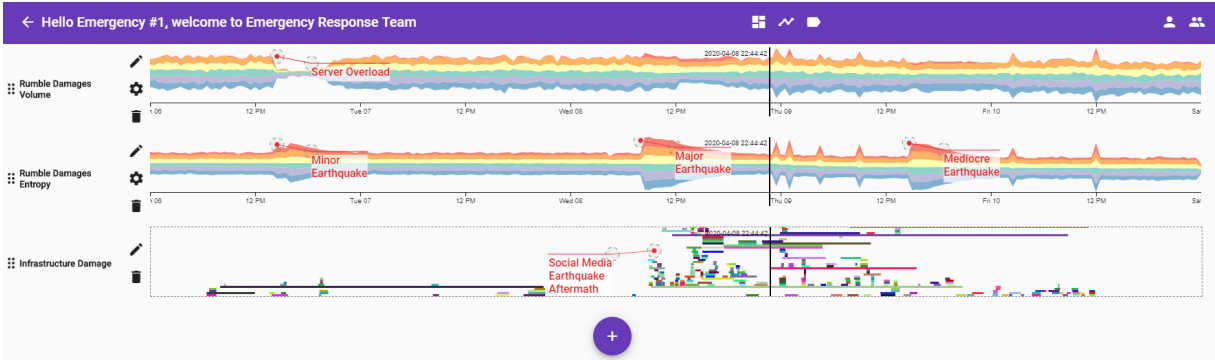 Hello Emergency #1, welcome to Emergency Response Team
2020-04-08 22:44:42
Server Overload
Rumble Damages
Volume
06
12 PM
Tue 07
12 PM
Wed 08
12 PM
Thu 09
12 PM
Fri 10
12 PM
Sat
2020-04-08 22:44:42
Minor
Earthquake
Major
Earthquake
Mediocre
Earthquake
Rumble Damages
Entropy
06
12 PM
Tue 07
12 PM
Wed 08
12 PM
Thu 09
12 PM
Fri 10
12 PM
Sat
2020-04-08 22:44:42
Infrastructure Damage
Social Media
Earthquake
Aftermath
+